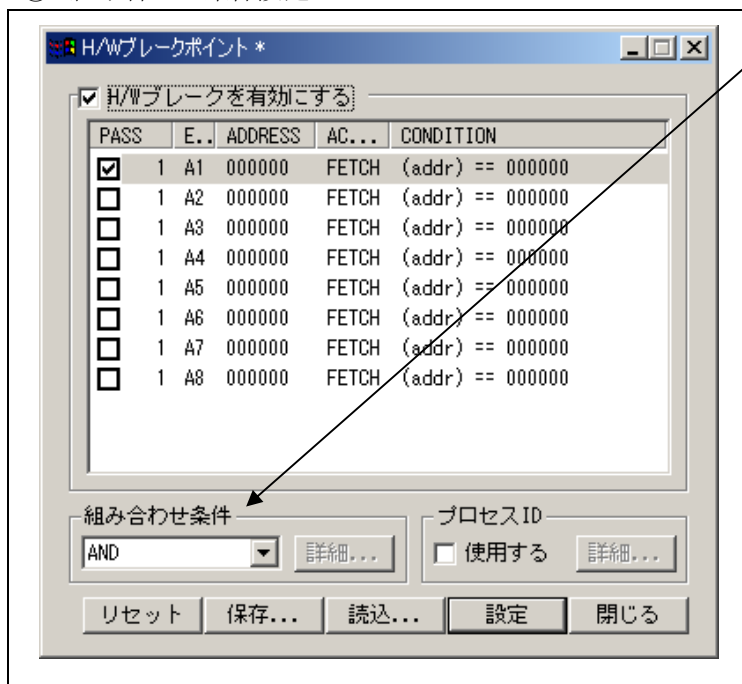 H/Wブレークポイント *
H/Wブレークを有効にする
PASS E.. ADDRESS AC... CONDITION
1 A1 000000 FETCH (addr) == 000000
1 A2 000000 FETCH (addr) == 000000
1 A3 000000 FETCH (addr) == 000000
1 A4 000000 FETCH (addr) == 000000
1 A5 000000 FETCH (addr) == 000000
1 A6 000000 FETCH (addr) == 000000
1 A7 000000 FETCH (addr) == 000000
1 A8 000000 FETCH (addr) == 000000
組み合わせ条件 プロセスID
AND 詳細... 使用する 詳細...
リセット 保存... 読込... 設定 閉じる